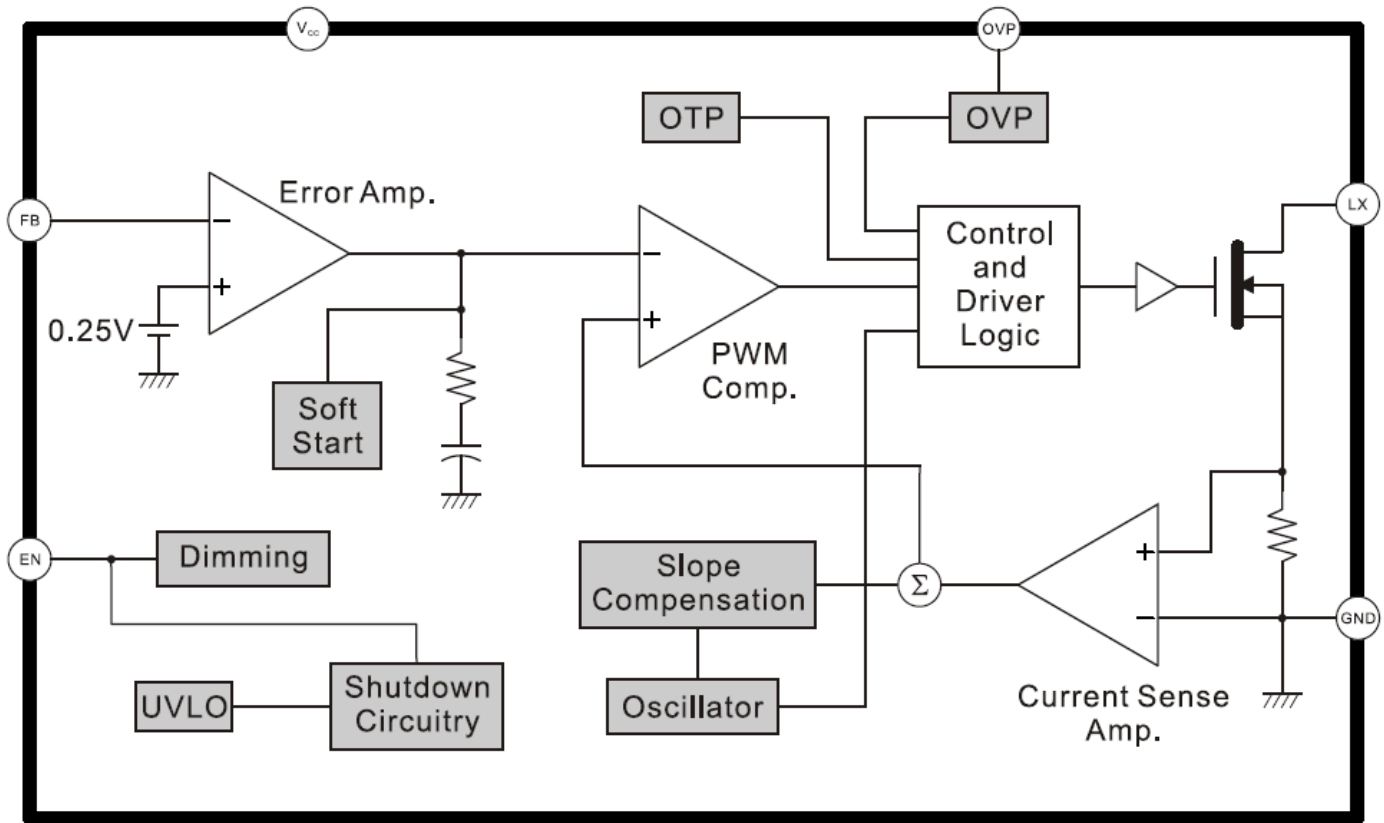 Vcc
OVP
OTP
OVP
Error Amp.
FB
−
+
0.25V
Soft
Start
−
+
PWM
Comp.
Control
and
Driver
Logic
LX
EN
Dimming
UVLO
Shutdown
Circuitry
Slope
Compensation
Oscillator
Σ
+
−
Current Sense
Amp.
GND